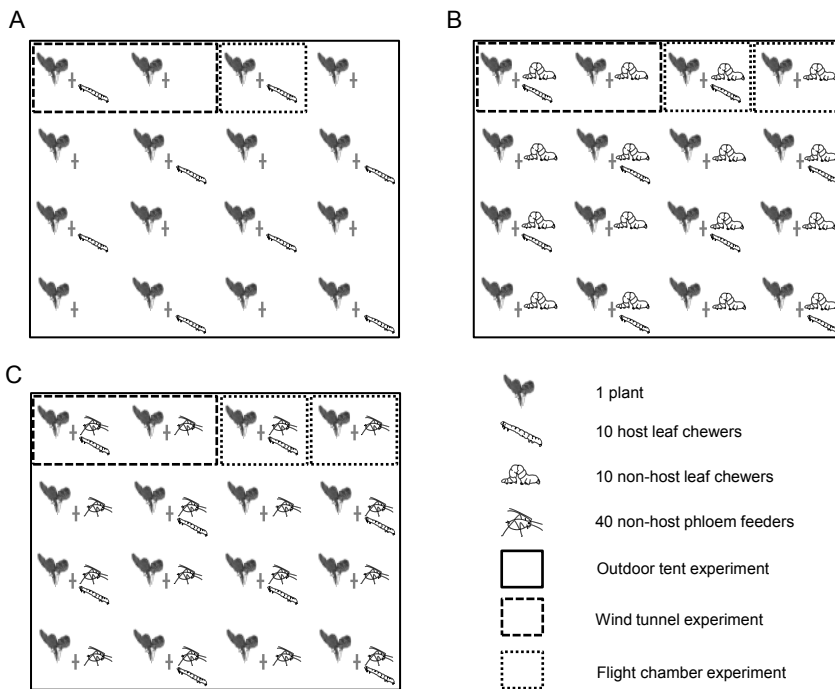 A
B
C
1 plant
10 host leaf chewers
10 non-host leaf chewers
40 non-host phloem feeders
Outdoor tent experiment
Wind tunnel experiment
Flight chamber experiment